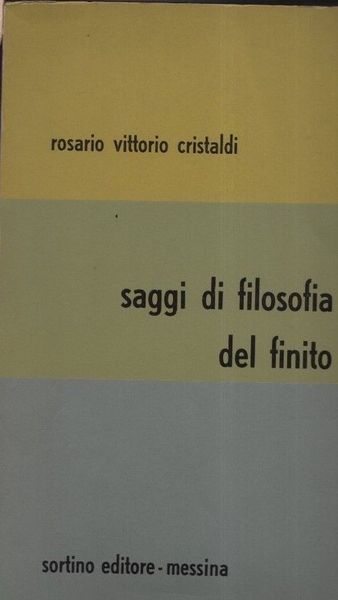 rosario vittorio cristaldi
saggi di filosofia
del finito
sortino editore - messina